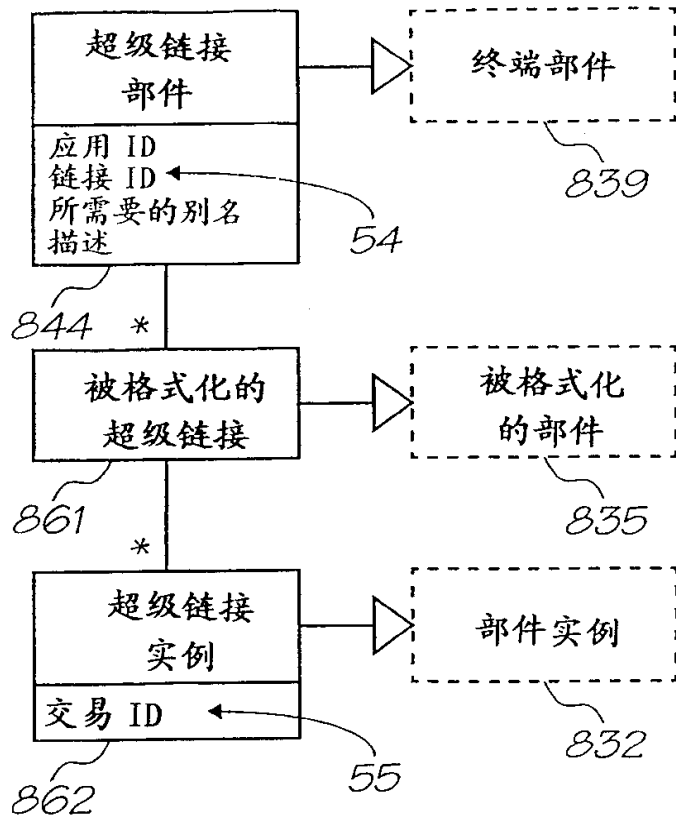 超级链接
部件
终端部件
应用 ID
链接 ID
所需要的别名
描述
839
54
844
*
被格式化的
超级链接
被格式化
的部件
861
835
*
超级链接
实例
部件实例
交易 ID
832
55
862